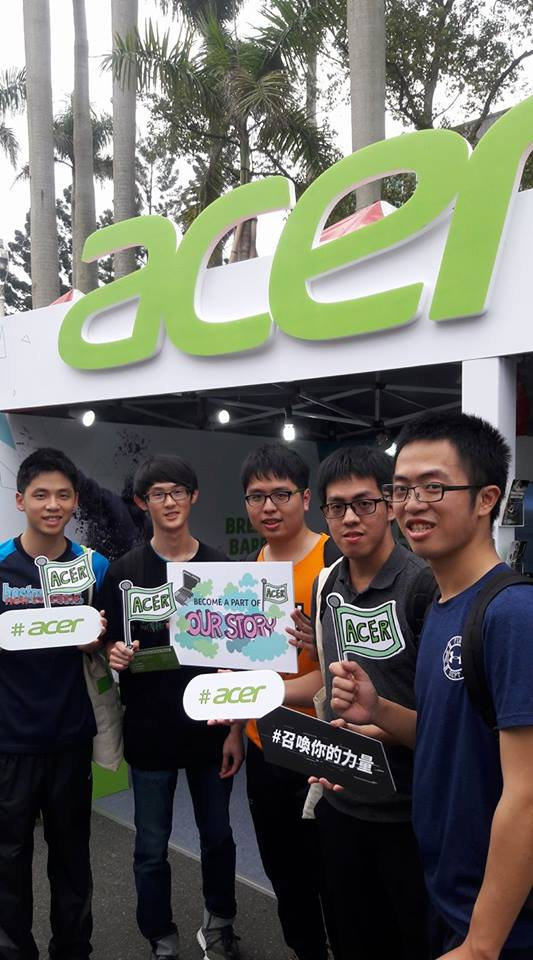 acer
ACER
ACER
ACER
BECOME A PART OF
OUR STORY
ACER
# acer
# acer
#召喚你的力量